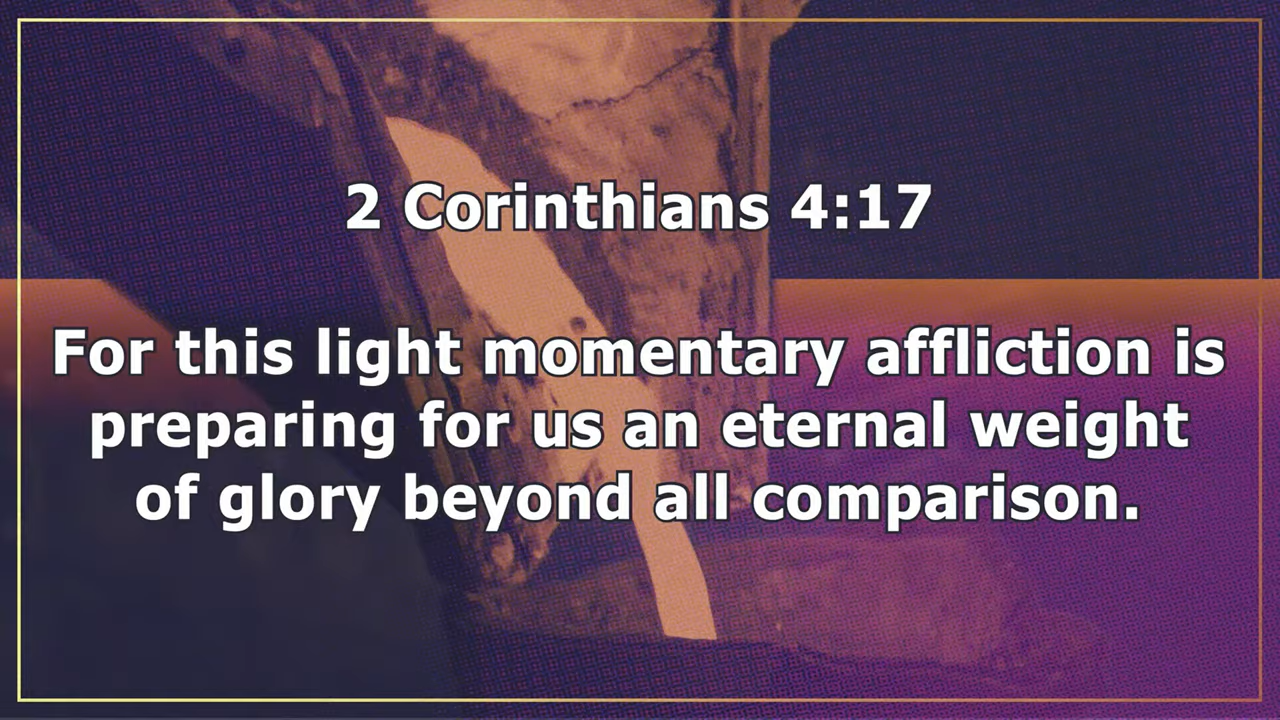 2 Corinthians 4:17
For this light momentary affliction is
preparing for us an eternal weight
of glory beyond all comparison.